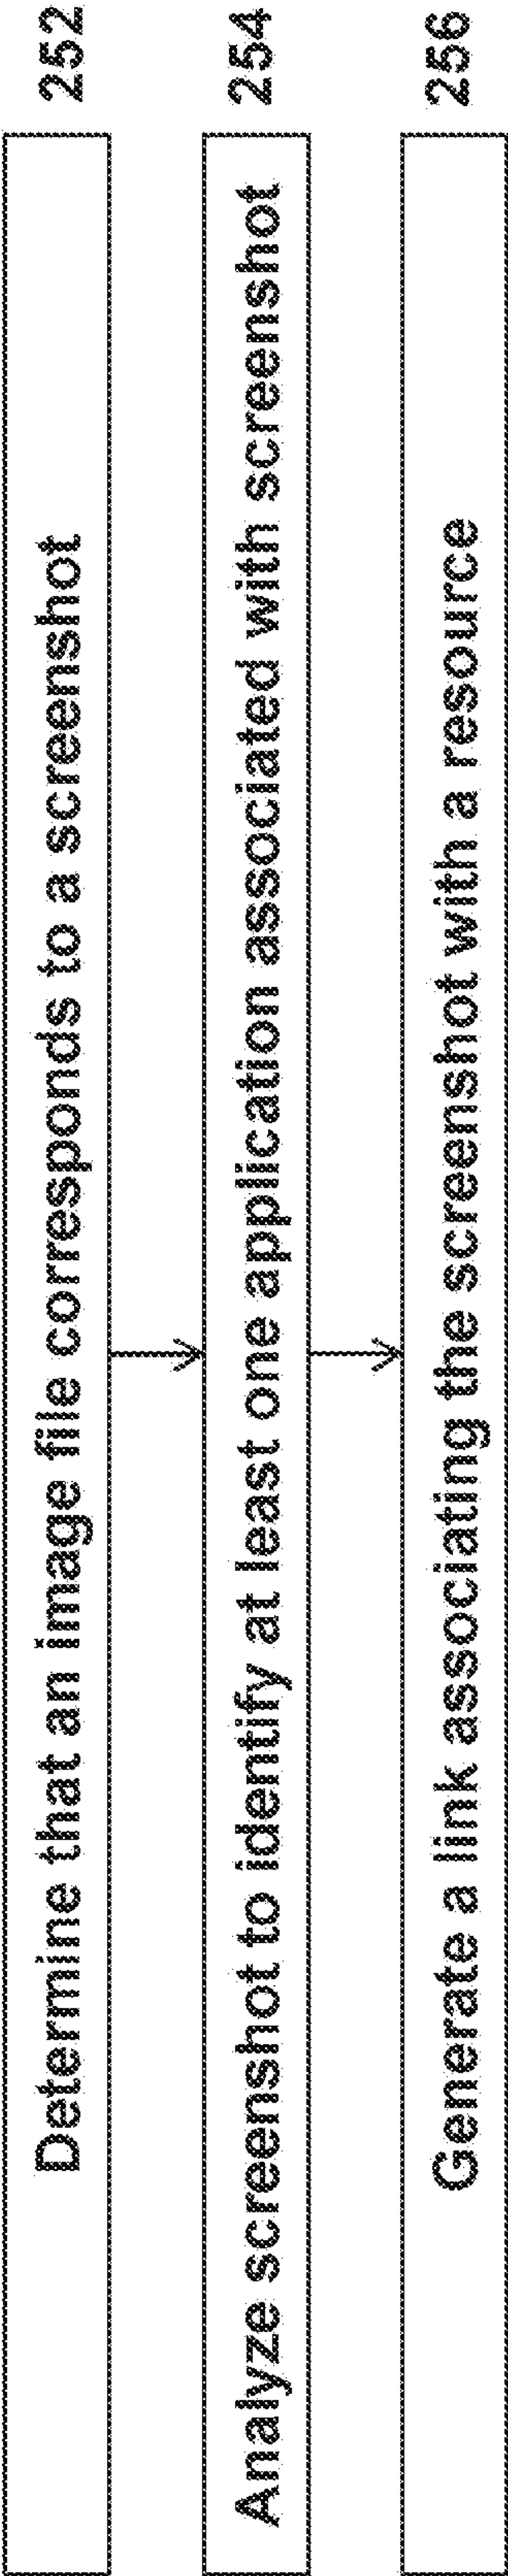 Determine that an image file corresponds to a screenshot 252
Analyze screenshot to identify at least one application associated with screenshot 254
Generate a link associating the screenshot with a resource 256